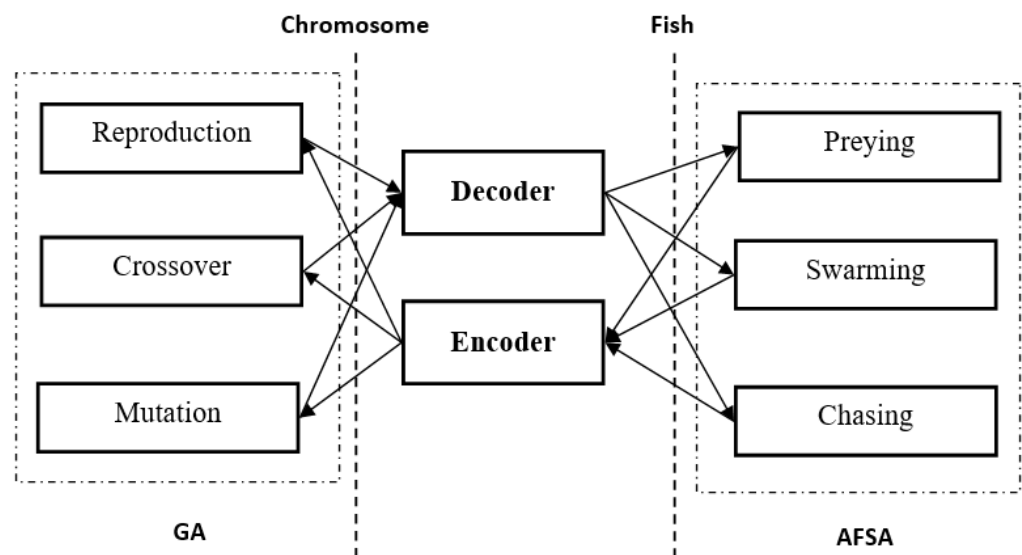 Chromosome
Fish
Reproduction
Crossover
Mutation
Decoder
Encoder
Preying
Swarming
Chasing
GA
AFSA